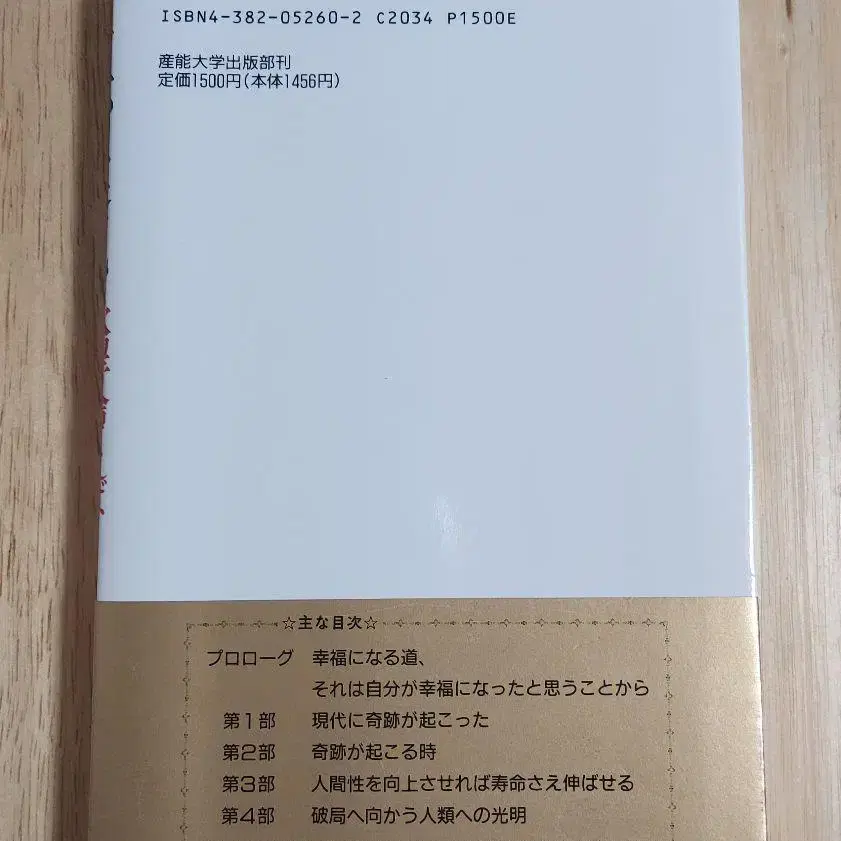 ISBN4-382-05260-2 C2034 P1500E
産能大学出版部刊
定価1500円(本体1456円)
☆主な目次☆
プロローグ 幸福になる道、
それは自分が幸福になったと思うことから
第1部 現代に奇跡が起こった
第2部 奇跡が起こる時
第3部 人間性を向上させれば寿命さえ伸ばせる
第4部 破局へ向かう人類への光明